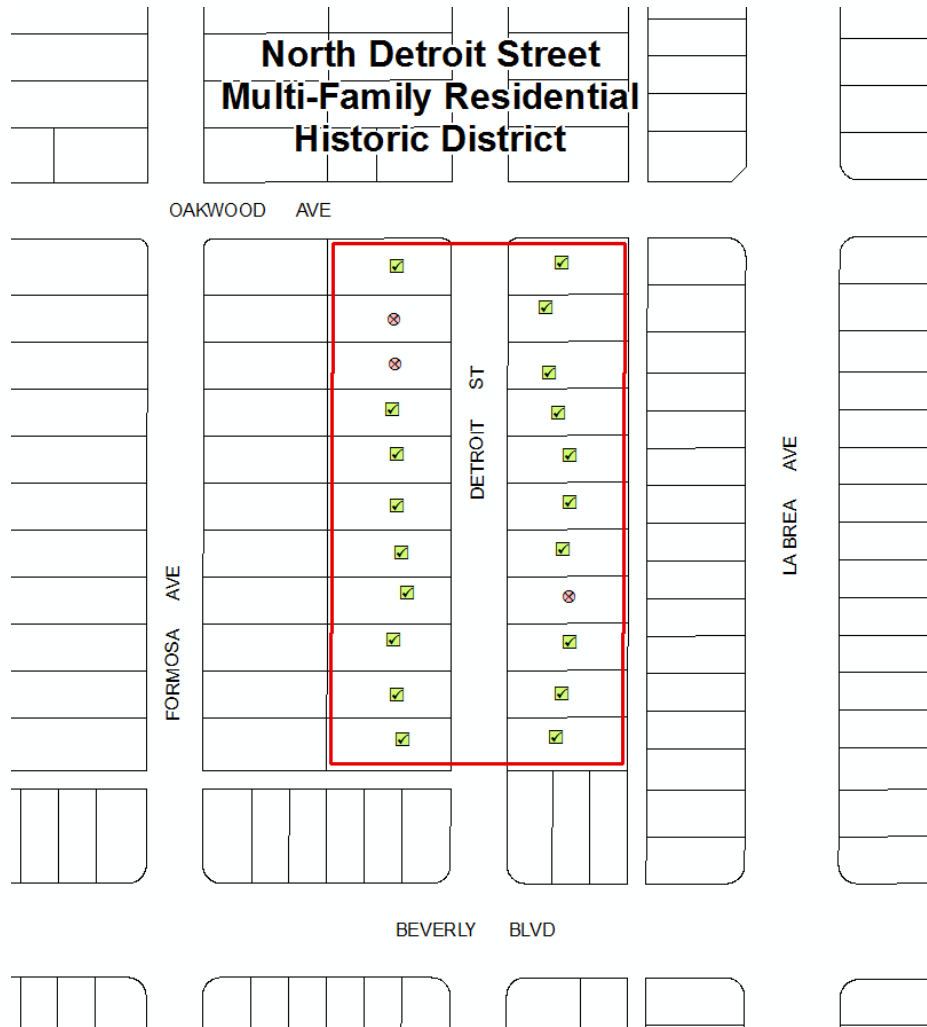 North Detroit Street
Multi-Family Residential
Historic District
OAKWOOD AVE
DETROIT ST
LA BREA AVE
FORMOSA AVE
BEVERLY BLVD